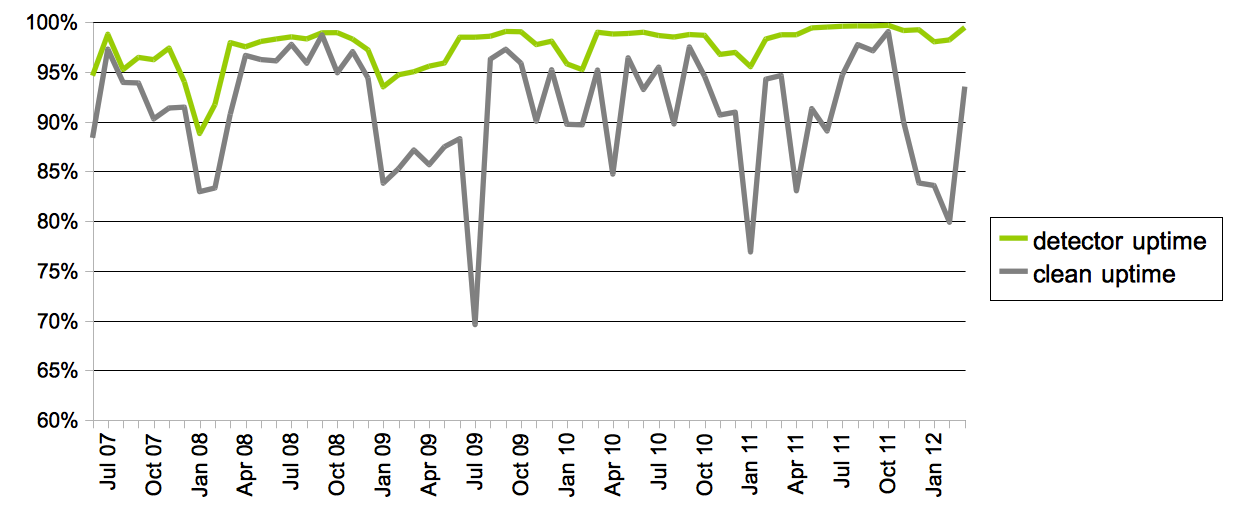 100%
95%
90%
85%
80%
75%
70%
65%
60%
Jul 07
Oct 07
Jan 08
Apr 08
Jul 08
Oct 08
Jan 09
Apr 09
Jul 09
Oct 09
Jan 10
Apr 10
Jul 10
Oct 10
Jan 11
Apr 11
Jul 11
Oct 11
Jan 12
detector uptime
clean uptime